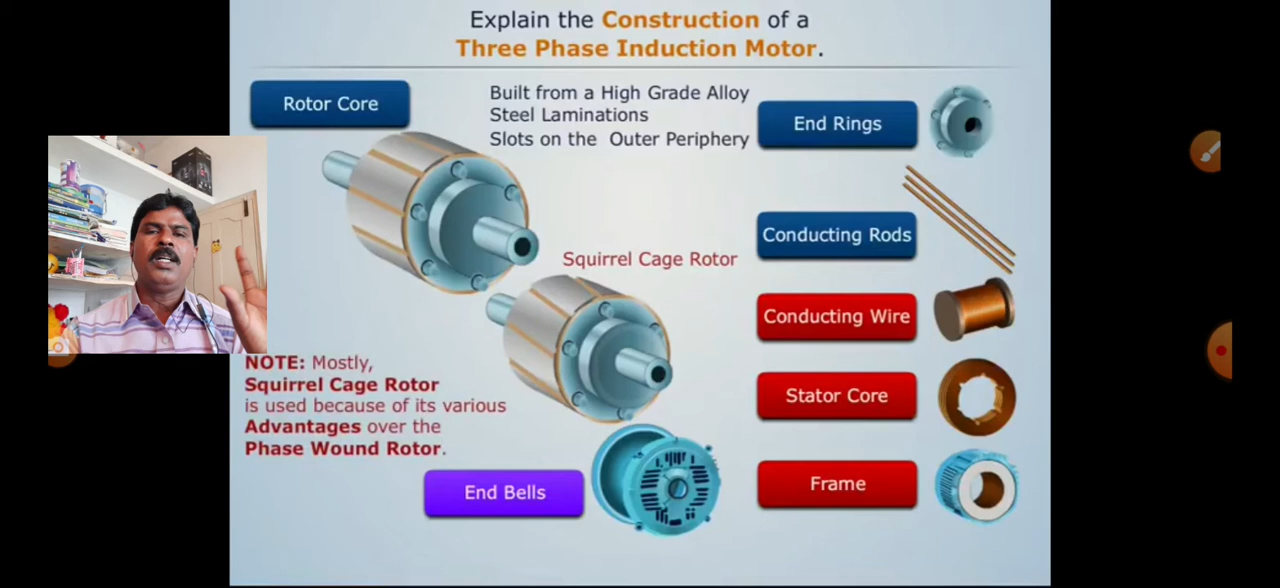 Explain the Construction of a
Three Phase Induction Motor.
Rotor Core
Built from a High Grade Alloy
Steel Laminations
Slots on the Outer Periphery
End Rings
Conducting Rods
Squirrel Cage Rotor
Conducting Wire
NOTE: Mostly,
Squirrel Cage Rotor
is used because of its various
Advantages over the
Phase Wound Rotor.
Stator Core
End Bells
Frame